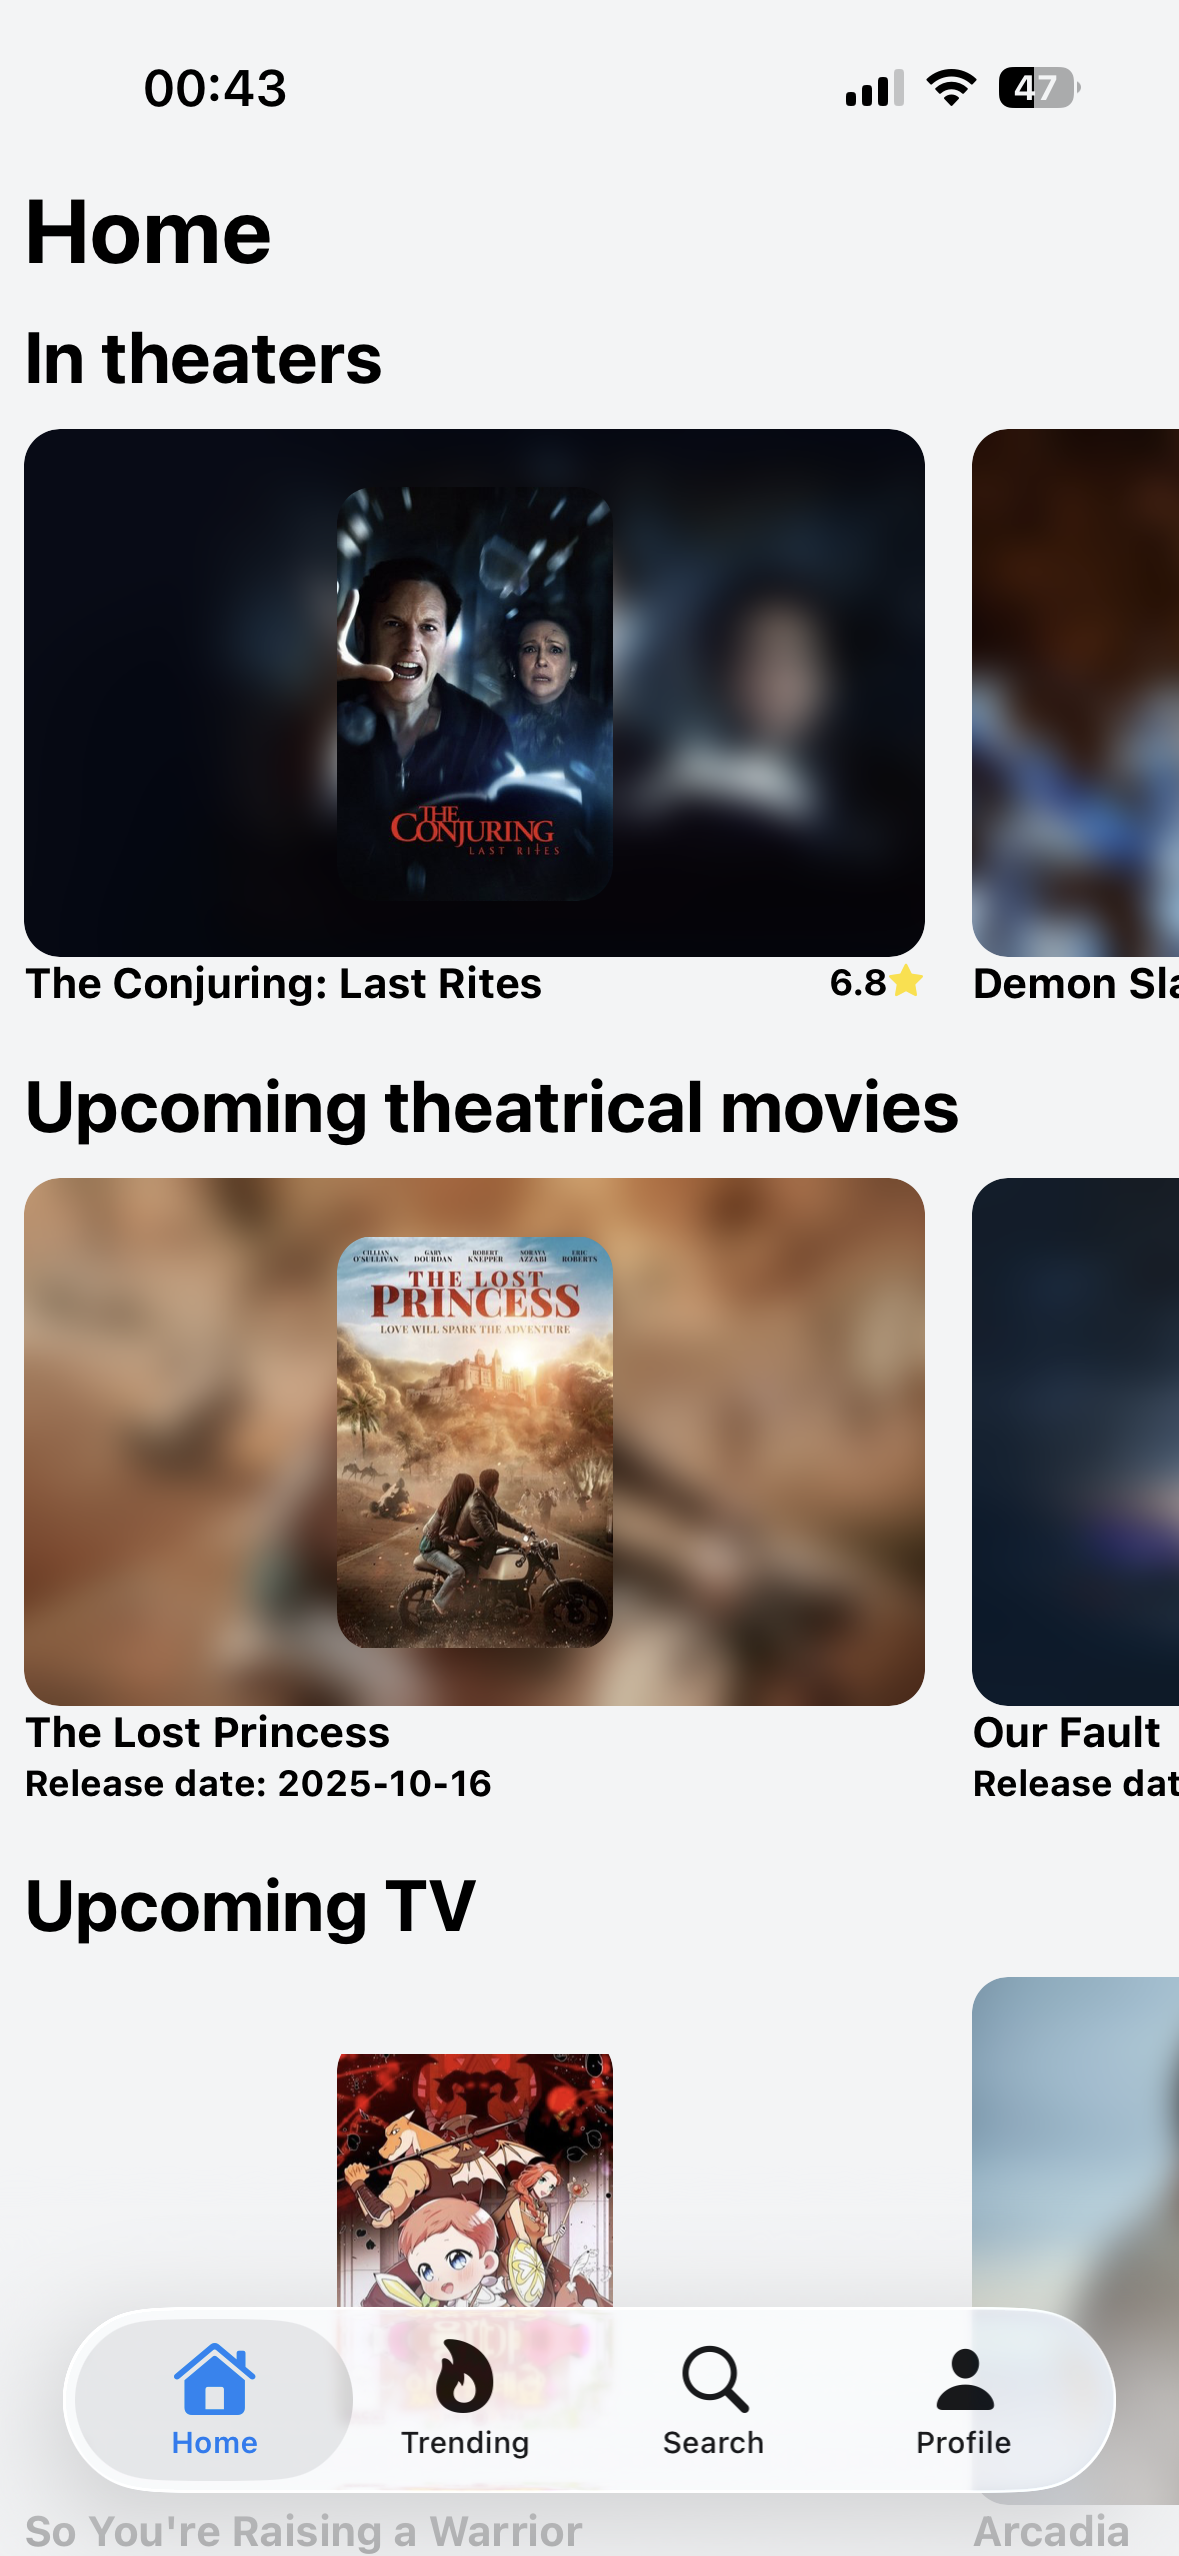 00:43
47
Home
In theaters
THE
CONJURING
LAST RITES
The Conjuring: Last Rites
6.8
Demon Sla
Upcoming theatrical movies
CILLIAN O'SULLIVAN GARY DOURDAN ROBERT KNEPPER SORAYA AZZABI ERIC ROBERTS
THE LOST
PRINCESS
LOVE WILL SPARK THE ADVENTURE
The Lost Princess
Release date: 2025-10-16
Our Fault
Release dat
Upcoming TV
Home
Trending
Search
Profile
So You're Raising a Warrior
Arcadia